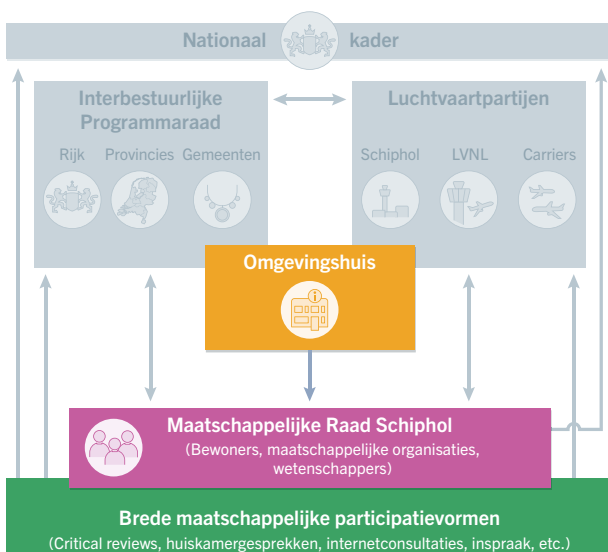 Nationaal kader
Interbestuurlijke
Programmaraad
Rijk Provincies Gemeenten
Luchtvaartpartijen
Schiphol LVNL Carriers
Omgevingshuis
Maatschappelijke Raad Schiphol
(Bewoners, maatschappelijke organisaties,
wetenschappers)
Brede maatschappelijke participatievormen
(Critical reviews, huiskamergesprekken, internetconsultaties, inspraak, etc.)